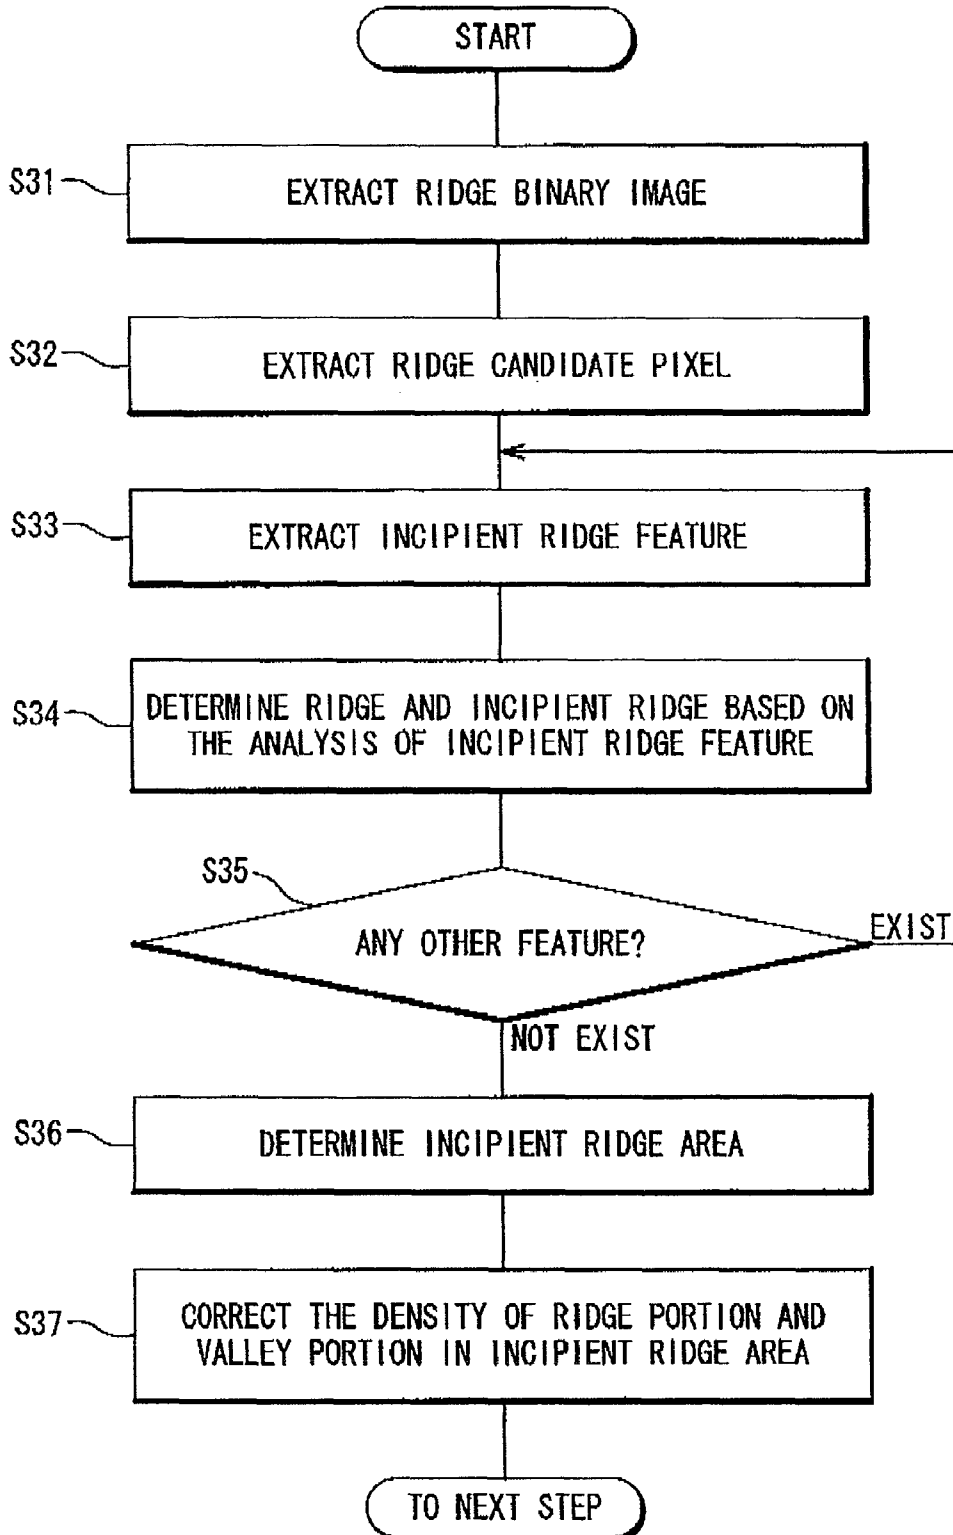 START
S31
EXTRACT RIDGE BINARY IMAGE
S32
EXTRACT RIDGE CANDIDATE PIXEL
S33
EXTRACT INCIPIENT RIDGE FEATURE
S34
DETERMINE RIDGE AND INCIPIENT RIDGE BASED ON
THE ANALYSIS OF INCIPIENT RIDGE FEATURE
S35
ANY OTHER FEATURE?
EXIST
NOT EXIST
S36
DETERMINE INCIPIENT RIDGE AREA
S37
CORRECT THE DENSITY OF RIDGE PORTION AND
VALLEY PORTION IN INCIPIENT RIDGE AREA
TO NEXT STEP